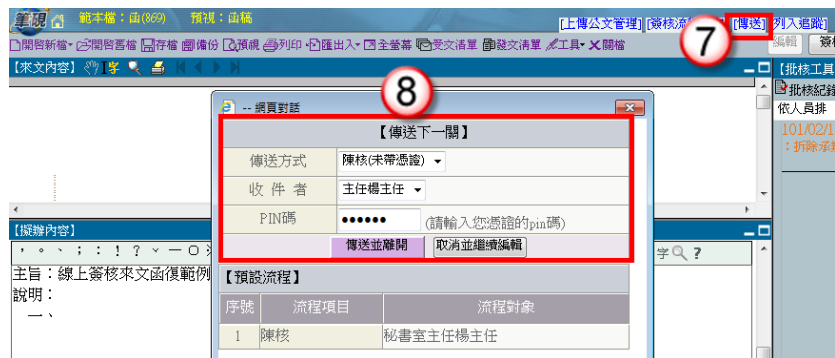 筆硯 範本檔：函(869) 預視：函稿
[上傳公文管理] [簽核流 [傳送] [列入追蹤]
7
開啓新檔 開啓舊檔 存檔 備份 預視 列印 匯出入 全螢幕 受文清單 發文清單 工具 關檔
編輯 簽核
【來文內容】 字
【批核工具
批核紀錄
依人員排
101/02/1
：拆除承
8
-- 網頁對話
【傳送下一關】
傳送方式 陳核(未帶憑證)
收 件 者 主任楊主任
PIN碼 •••••• (請輸入您憑證的pin碼)
傳送並離開 取消並繼續編輯
【擬辦內容】
，。、；：！？ˇ－○※
字 ?
主旨：線上簽核來文函復範例
說明：
一、
【預設流程】
序號 流程項目 流程對象
1 陳核 秘書室主任楊主任